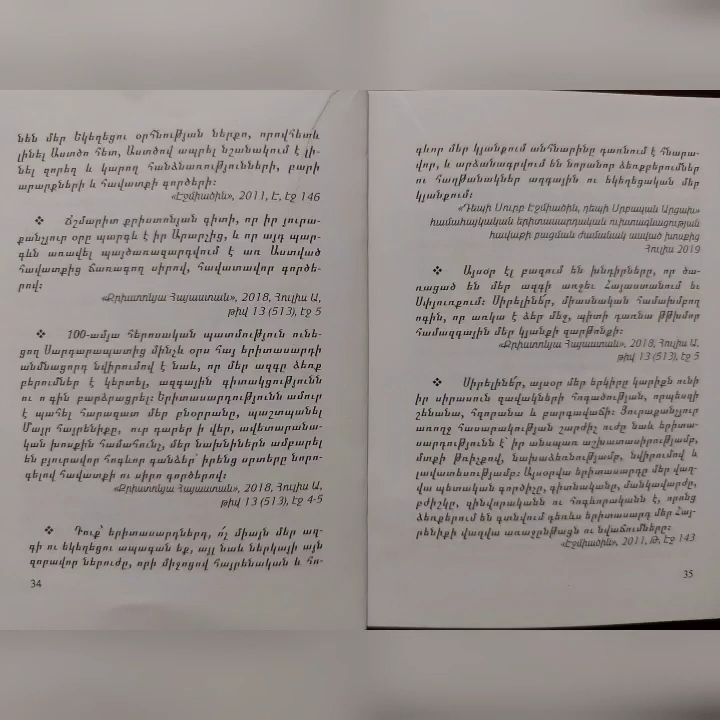 նեն մեր Եկեղեցու օրհնության ներքո, որովհետև
լինել Աստծո հետ, Աստծով ապրել նշանակում է լի-
նել զորեղ և կարող հանձնառությունների, բարի
արարքների և հավատքի գործերի։
«Էջմիածին», 2011, Է, էջ 146
❖ Ճշմարիտ քրիստոնյան գիտի, որ իր յուրա-
քանչյուր օրը պարգև է իր Արարչից, և որ այդ պար-
գևն առավել պայծառազարդվում է առ Աստված
հավատքից ճառագող սիրով, հավատավոր գործե-
րով։
«Քրիստոնյա Հայաստան», 2018, Հուլիս Ա,
թիվ 13 (513), էջ 5
❖ 100-ամյա հերոսական պատմություն ունե-
ցող Սարդարապատից մինչև օրս հայ երիտասարդի
անմնացորդ նվիրումով է նաև, որ մեր ազգը ձեռք
բերումներ է կերտել, ազգային գիտակցությունն
ու ոգին բարձրացրել։ Երիտասարդությունն ամուր
է պահել հարազատ մեր բնօրրանը, պաշտպանել
Մայր հայրենիքը, ուր դարեր ի վեր, ավետարանա-
կան խոսքին համահունչ, մեր նախնիներն ամբարել
են բյուրավոր հոգևոր գանձեր՝ իրենց սրտերը նորո-
գելով հավատքի ու սիրո գործերով։
«Քրիստոնյա Հայաստան», 2018, Հուլիս Ա,
թիվ 13 (513), էջ 4-5
❖ Դուք՝ երիտասարդներդ, ո՛չ միայն մեր ազ-
գի ու եկեղեցու ապագան եք, այլ նաև ներկայի այն
զորավոր ներուժը, որի միջոցով հայրենական և հո-
34
գևոր մեր կյանքում անհնարինը դառնում է հնարա-
վոր, և արձանագրվում են նորանոր ձեռքբերումներ
ու հաղթանակներ ազգային ու եկեղեցական մեր
կյանքում։
«Դեպի Սուրբ Էջմիածին, դեպի Սրբազան Արցախ»
համահայկական երիտասարդական ուխտագնացության
հավաքի բացման ժամանակ ասված խոսքից
Հուլիս 2019
❖ Այսօր էլ բազում են խնդիրները, որ ծա-
ռացած են մեր ազգի առջև Հայաստանում և
Սփյուռքում։ Սիրելիներ, միասնական համախմբող
ոգին, որ առկա է ձեր մեջ, պիտի դառնա թթխմոր
համազգային մեր կյանքի զարթոնքի։
«Քրիստոնյա Հայաստան», 2018, Հուլիս Ա,
թիվ 13 (513), էջ 5
❖ Սիրելինե՛ր, այսօր մեր երկիրը կարիքն ունի
իր սիրասուն զավակների հոգածության, որպեսզի
շենանա, հզորանա և բարգավաճի։ Յուրաքանչյուր
առողջ հասարակության շարժիչ ուժը նաև երիտա-
սարդությունն է՝ իր անսպառ աշխատասիրությամբ,
մտքի թռիչքով, նախաձեռնությամբ, նվիրումով և
լավատեսությամբ։ Այսօրվա երիտասարդը մեր վաղ-
վա պետական գործիչը, գիտնականը, մանկավարժը,
բժիշկը, զինվորականն ու հոգևորականն է, որոնց
ձեռքերում են գտնվում դեռևս երիտասարդ մեր Հայ-
րենիքի վաղվա առաջընթացն ու նվաճումները։
«Էջմիածին», 2011, Թ, էջ 143
35